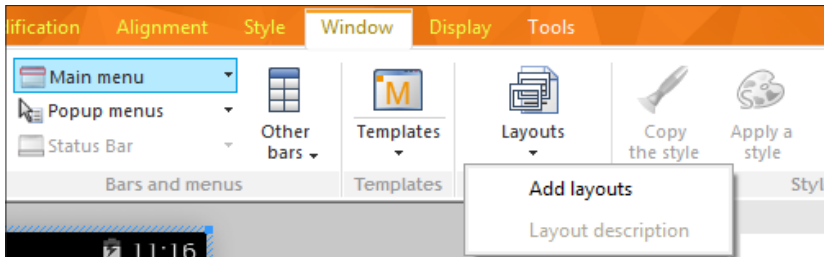 lification Alignment Style Window Display Tools
Main menu
Popup menus
Status Bar
Other
bars
M
Templates
Layouts
Copy
the style
Apply a
style
Bars and menus
Templates
Styl
Add layouts
Layout description
11:16